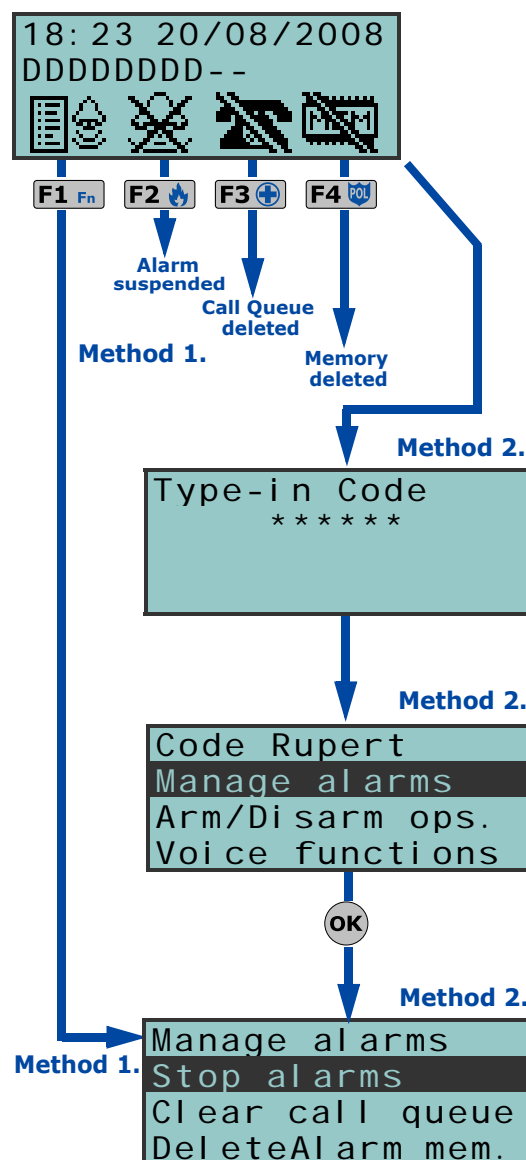 18:23 20/08/2008
DDDDDDDD--
MEM
F1 Fn
F2
F3
F4 POL
Alarm
suspended
Call Queue
deleted
Method 1.
Memory
deleted
Method 2.
Type-in Code
******
Method 2.
Code Rupert
Manage alarms
Arm/Disarm ops.
Voice functions
OK
Method 2.
Method 1.
Manage alarms
Stop alarms
Clear call queue
DeleteAlarm mem.